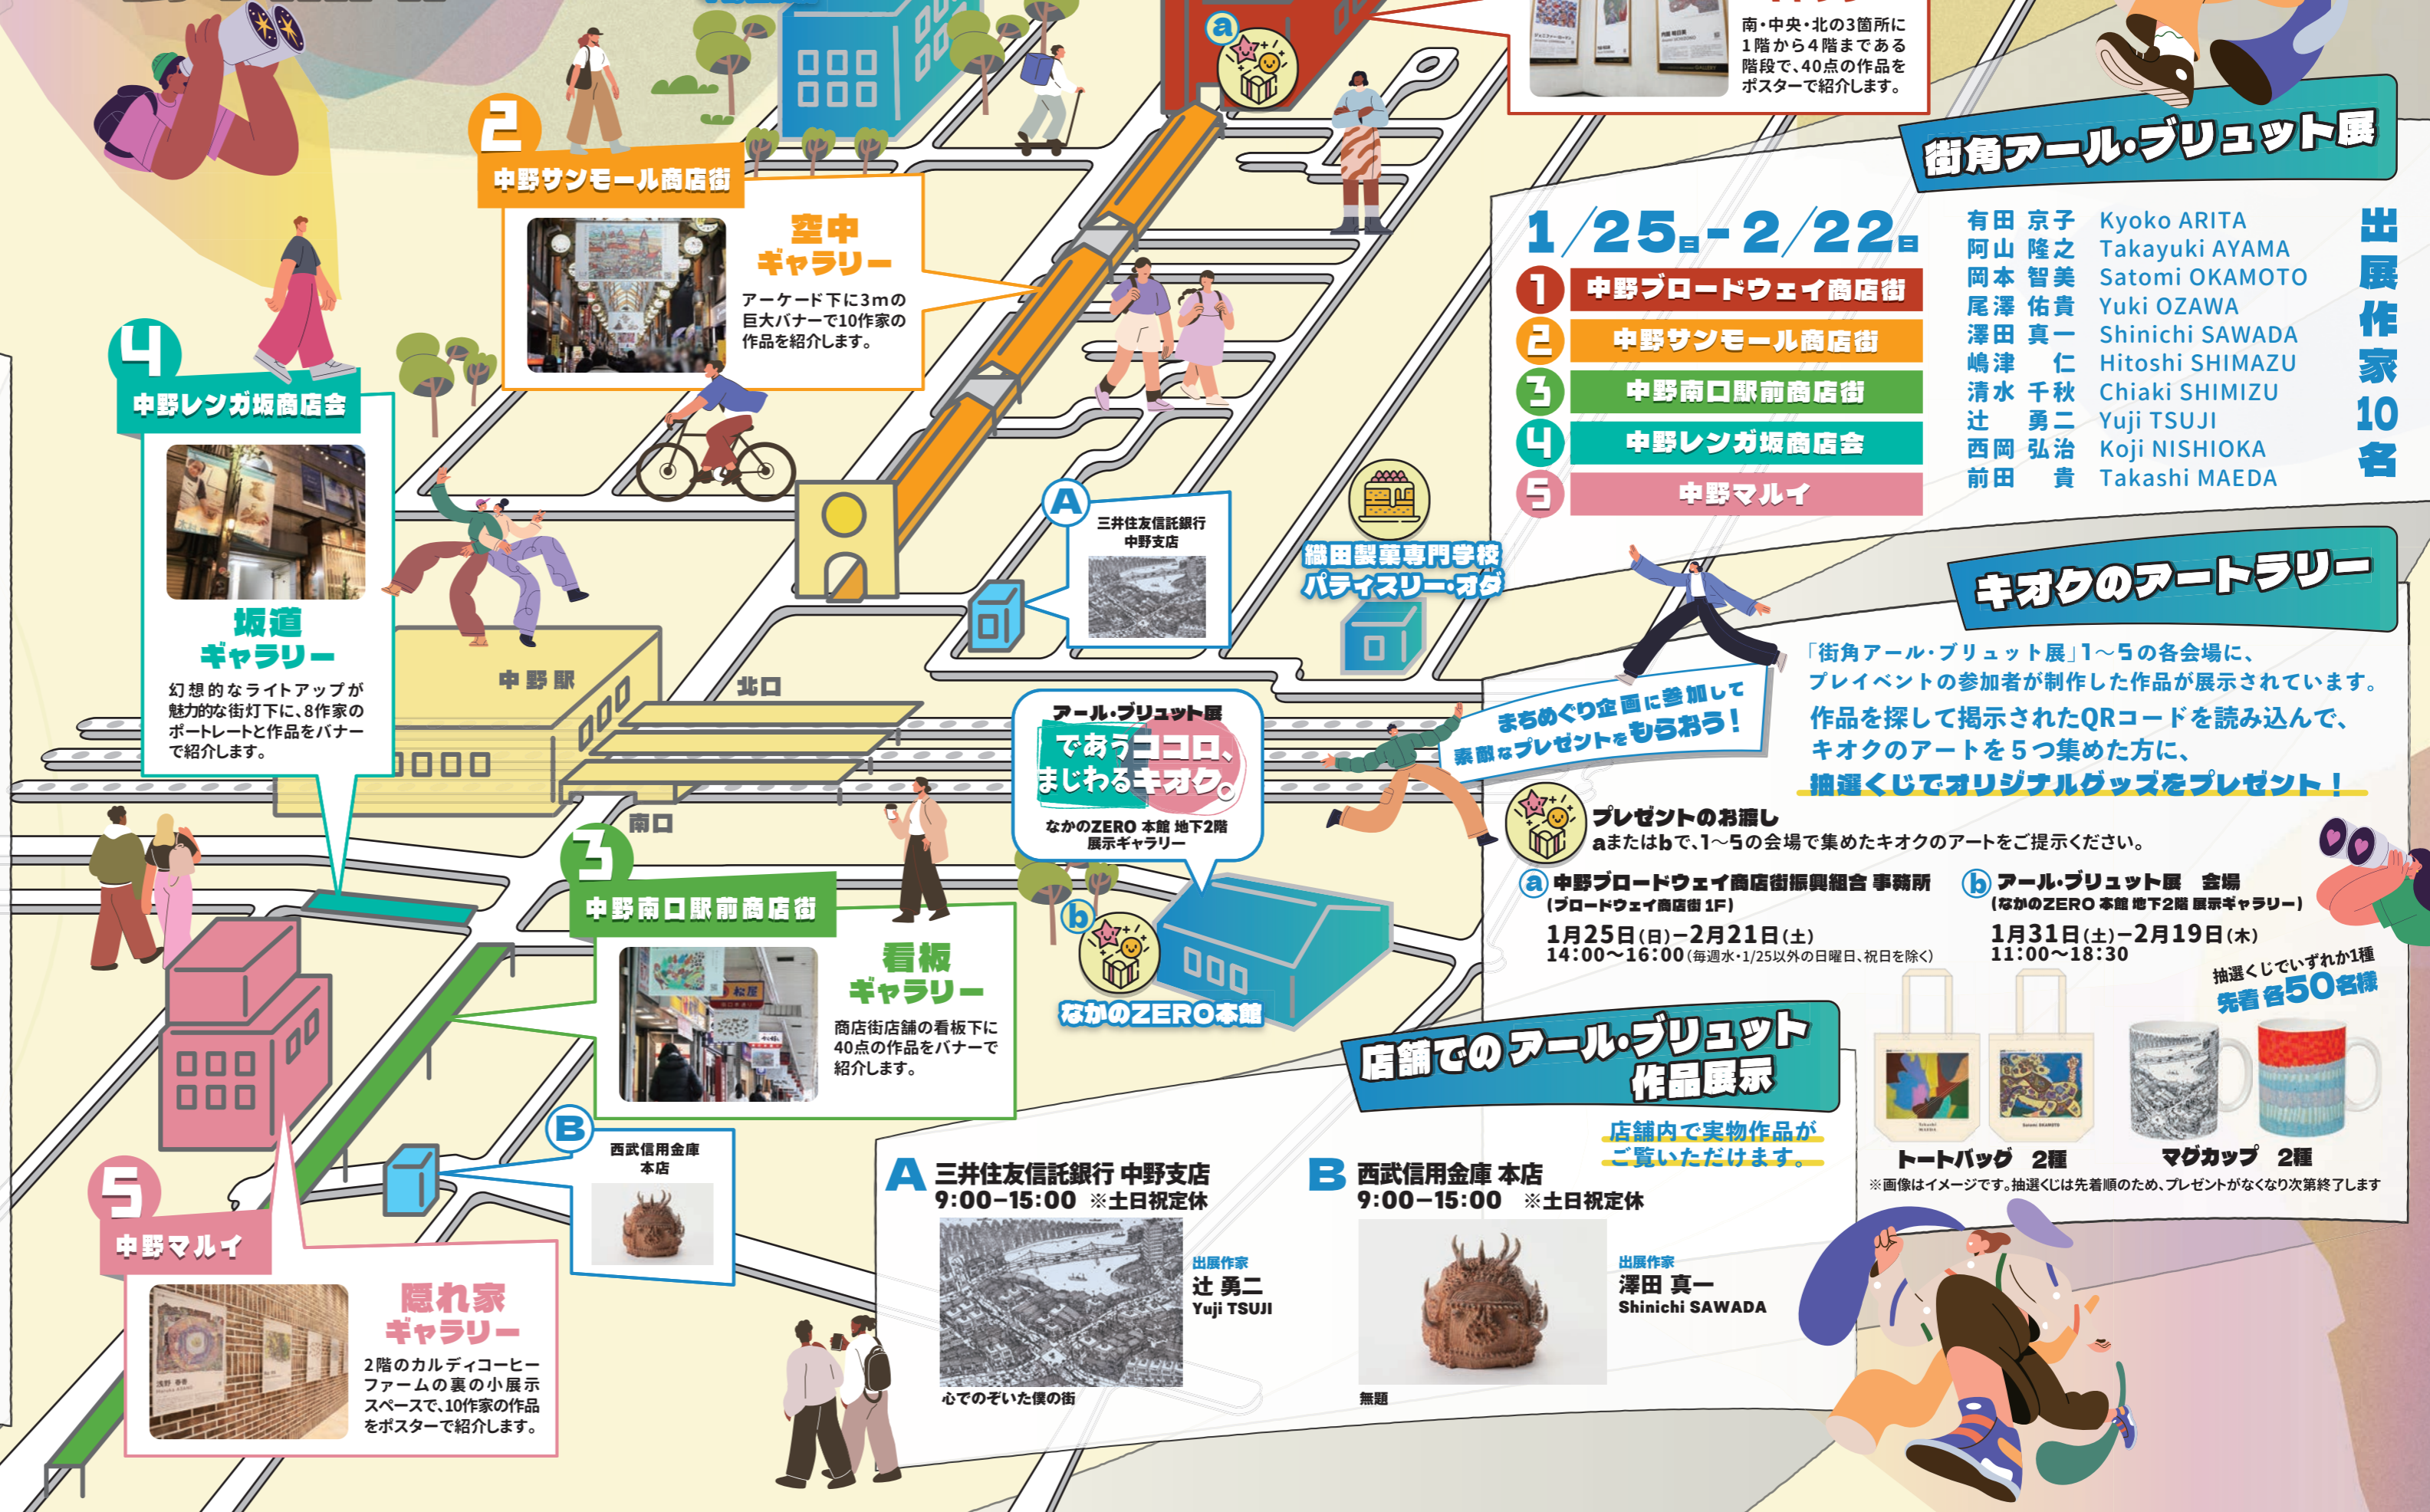 a
南・中央・北の3箇所に
1階から4階まである
階段で、40点の作品を
ポスターで紹介します。
2
中野サンモール商店街
空中
ギャラリー
アーケード下に3mの
巨大バナーで10作家の
作品を紹介します。
4
中野レンガ坂商店会
坂道
ギャラリー
幻想的なライトアップが
魅力的な街灯下に、8作家の
ポートレートと作品をバナー
で紹介します。
中野駅
北口
南口
A
三井住友信託銀行
中野支店
織田製菓専門学校
パティスリー・オダ
アール・ブリュット展
であうココロ、
まじわるキオク。
なかのZERO 本館 地下2階
展示ギャラリー
b
なかのZERO本館
3
中野南口駅前商店街
松屋
看板
ギャラリー
商店街店舗の看板下に
40点の作品をバナーで
紹介します。
B
西武信用金庫
本店
5
中野マルイ
浅野 春香
隠れ家
ギャラリー
2階のカルディコーヒー
ファームの裏の小展示
スペースで、10作家の作品
をポスターで紹介します。
街角アール・ブリュット展
1/25日-2/22日
1 中野ブロードウェイ商店街
2 中野サンモール商店街
3 中野南口駅前商店街
4 中野レンガ坂商店会
5 中野マルイ
出展作家10名
有田 京子 Kyoko ARITA
阿山 隆之 Takayuki AYAMA
岡本 智美 Satomi OKAMOTO
尾澤 佑貴 Yuki OZAWA
澤田 真一 Shinichi SAWADA
嶋津 仁 Hitoshi SHIMAZU
清水 千秋 Chiaki SHIMIZU
辻 勇二 Yuji TSUJI
西岡 弘治 Koji NISHIOKA
前田 貴 Takashi MAEDA
キオクのアートラリー
まちめぐり企画に参加して
素敵なプレゼントをもらおう！
「街角アール・ブリュット展」1～5の各会場に、
プレイベントの参加者が制作した作品が展示されています。
作品を探して掲示されたQRコードを読み込んで、
キオクのアートを５つ集めた方に、
抽選くじでオリジナルグッズをプレゼント！
プレゼントのお渡し
aまたはbで、1～5の会場で集めたキオクのアートをご提示ください。
a 中野ブロードウェイ商店街振興組合 事務所
（ブロードウェイ商店街 1F）
1月25日（日）－2月21日（土）
14:00～16:00（毎週水・1/25以外の日曜日、祝日を除く）
b アール・ブリュット展　会場
（なかのZERO 本館 地下2階 展示ギャラリー）
1月31日（土）－2月19日（木）
11:00～18:30
抽選くじでいずれか1種
先着 各50名様
Takashi
MAEDA
Satomi OKAMOTO
トートバッグ　2種
マグカップ　2種
※画像はイメージです。抽選くじは先着順のため、プレゼントがなくなり次第終了します
店舗でのアール・ブリュット
作品展示
店舗内で実物作品が
ご覧いただけます。
A 三井住友信託銀行 中野支店
9:00－15:00 ※土日祝定休
出展作家
辻 勇二
Yuji TSUJI
心でのぞいた僕の街
B 西武信用金庫 本店
9:00－15:00 ※土日祝定休
出展作家
澤田 真一
Shinichi SAWADA
無題